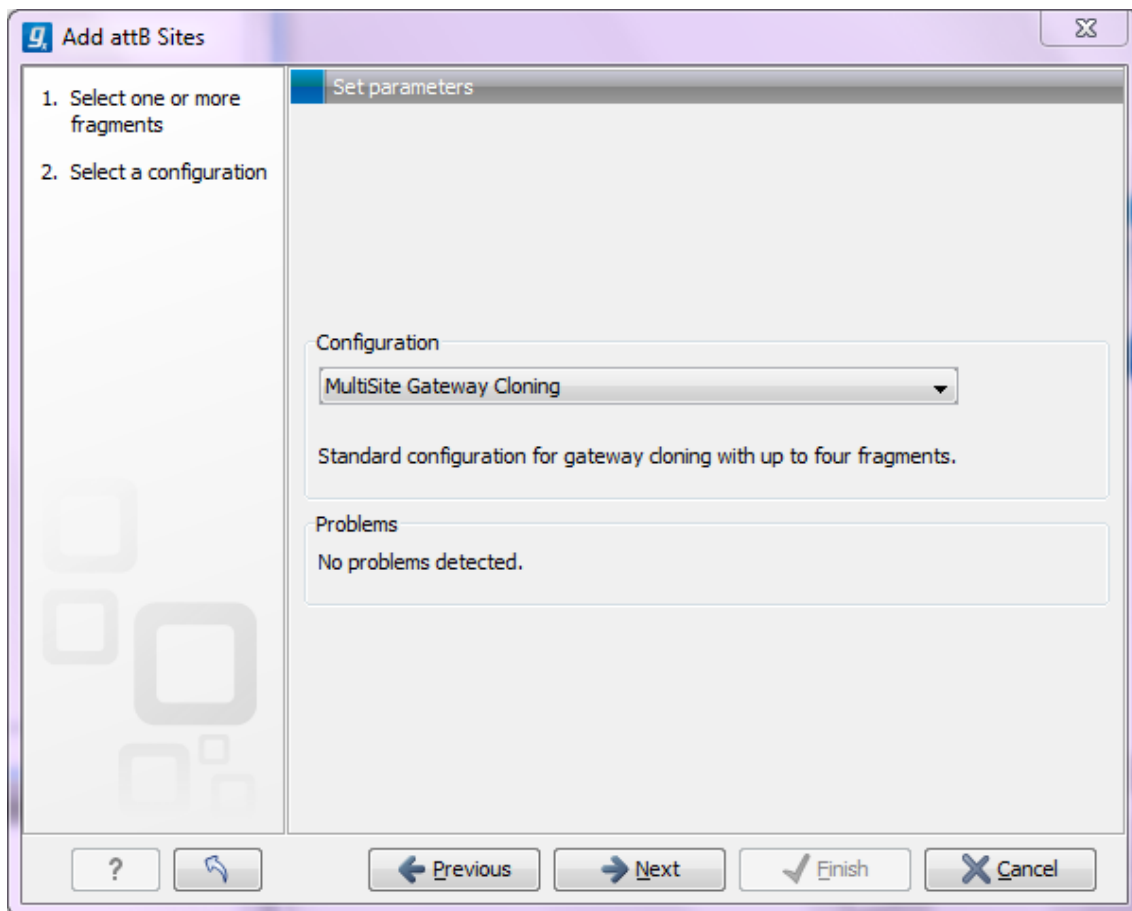 Add attB Sites
1. Select one or more
fragments
2. Select a configuration
Set parameters
Configuration
MultiSite Gateway Cloning
Standard configuration for gateway cloning with up to four fragments.
Problems
No problems detected.
?
Previous
Next
Finish
Cancel